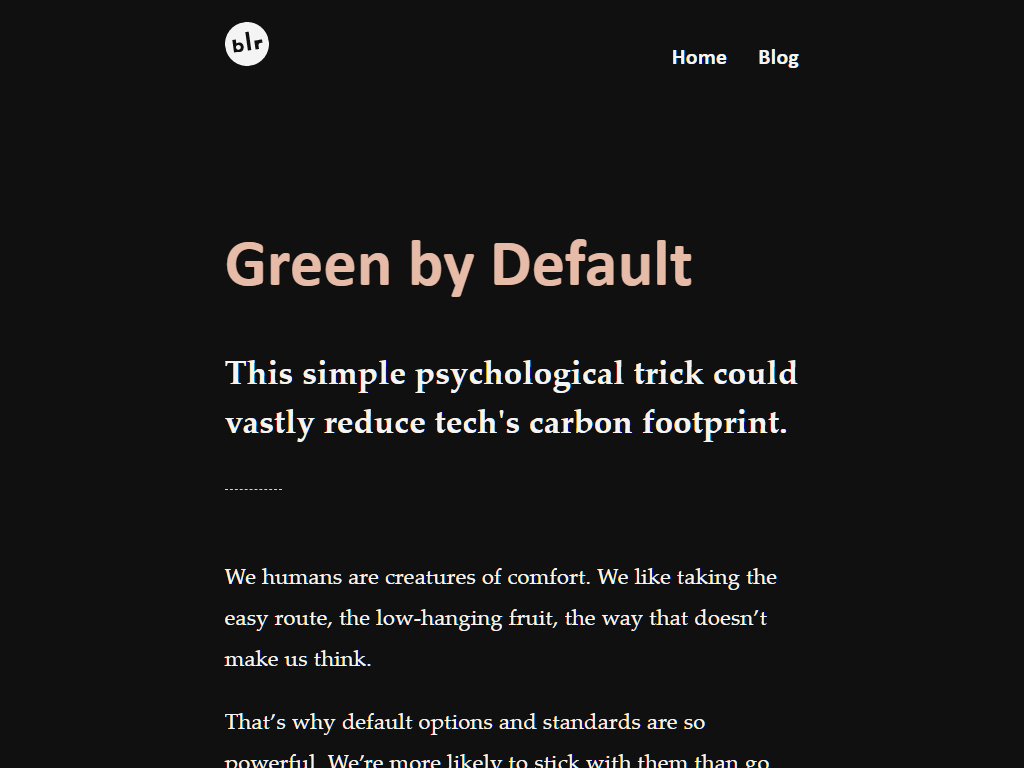 blr
Home Blog
Green by Default
This simple psychological trick could
vastly reduce tech's carbon footprint.
We humans are creatures of comfort. We like taking the
easy route, the low-hanging fruit, the way that doesn’t
make us think.
That’s why default options and standards are so
powerful. We’re more likely to stick with them than go